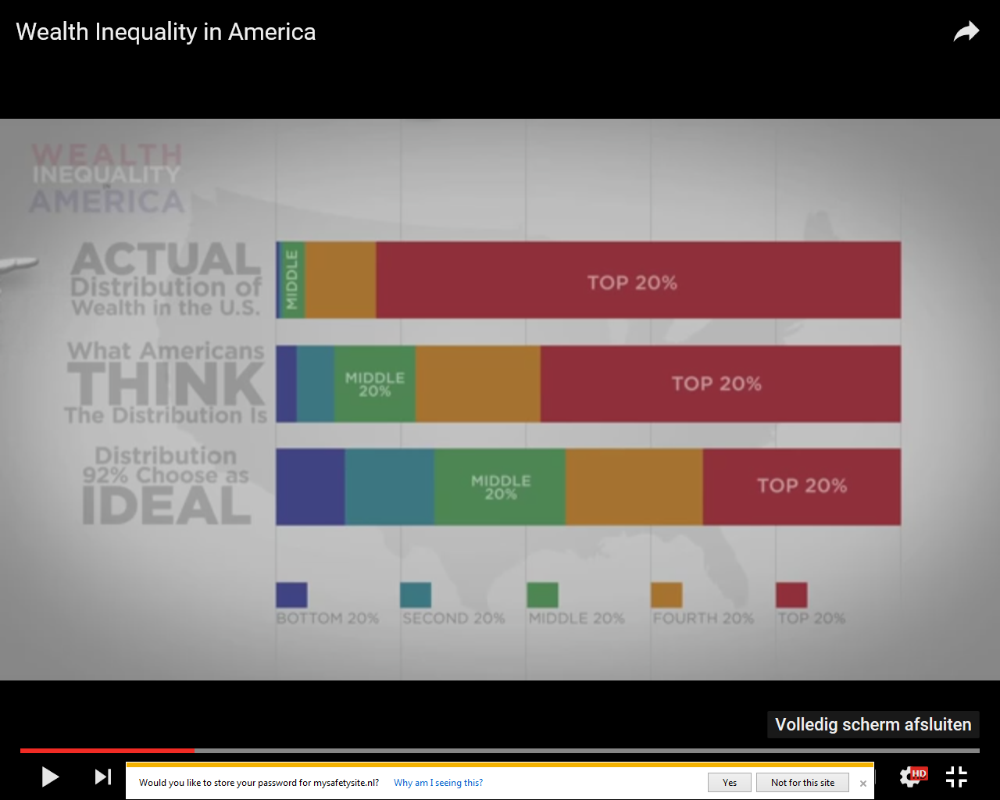 Wealth Inequality in America
WEALTH
INEQUALITY
IN
AMERICA
ACTUAL
Distribution of
Wealth in the U.S.
MIDDLE
TOP 20%
What Americans
THINK
The Distribution Is
MIDDLE
20%
TOP 20%
Distribution
92% Choose as
IDEAL
MIDDLE
20%
TOP 20%
BOTTOM 20% SECOND 20% MIDDLE 20% FOURTH 20% TOP 20%
Volledig scherm afsluiten
Would you like to store your password for mysafetysite.nl? Why am I seeing this? Yes Not for this site
HD